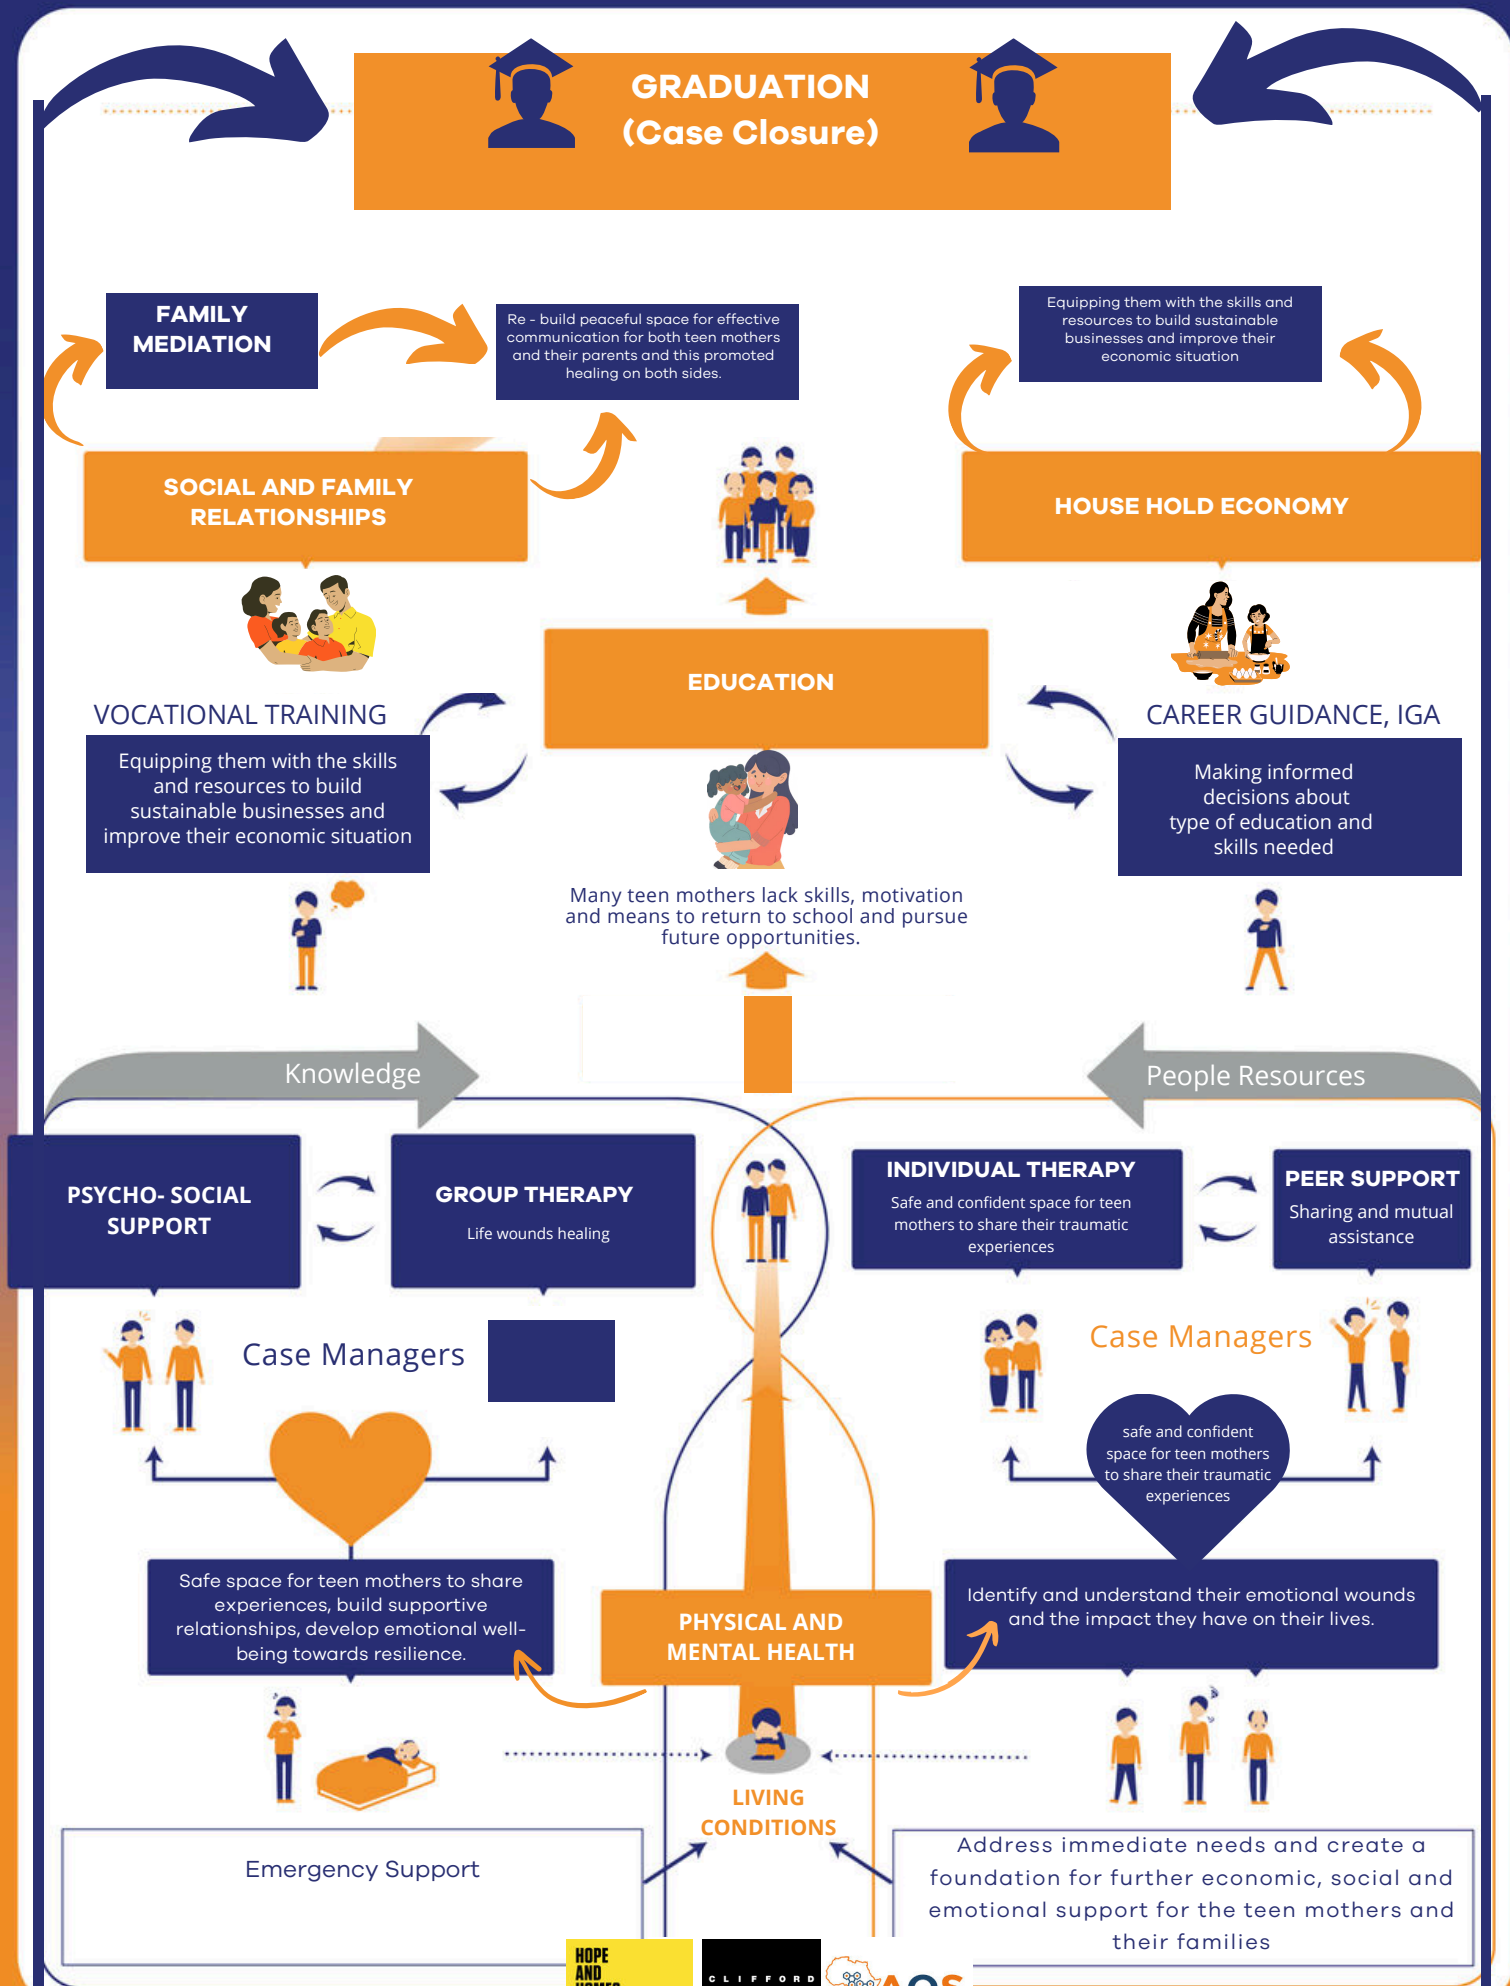 GRADUATION
(Case Closure)
FAMILY
MEDIATION
Re - build peaceful space for effective
communication for both teen mothers
and their parents and this promoted
healing on both sides.
Equipping them with the skills and
resources to build sustainable
businesses and improve their
economic situation
SOCIAL AND FAMILY
RELATIONSHIPS
HOUSE HOLD ECONOMY
EDUCATION
VOCATIONAL TRAINING
Equipping them with the skills
and resources to build
sustainable businesses and
improve their economic situation
CAREER GUIDANCE, IGA
Making informed
decisions about
type of education and
skills needed
Many teen mothers lack skills, motivation
and means to return to school and pursue
future opportunities.
Knowledge
People Resources
PSYCHO- SOCIAL
SUPPORT
GROUP THERAPY
Life wounds healing
INDIVIDUAL THERAPY
Safe and confident space for teen
mothers to share their traumatic
experiences
PEER SUPPORT
Sharing and mutual
assistance
Case Managers
Case Managers
safe and confident
space for teen mothers
to share their traumatic
experiences
Safe space for teen mothers to share
experiences, build supportive
relationships, develop emotional well-
being towards resilience.
PHYSICAL AND
MENTAL HEALTH
Identify and understand their emotional wounds
and the impact they have on their lives.
LIVING
CONDITIONS
Emergency Support
Address immediate needs and create a
foundation for further economic, social and
emotional support for the teen mothers and
their families
HOPE
AND
HOMES
CLIFFORD
AOS